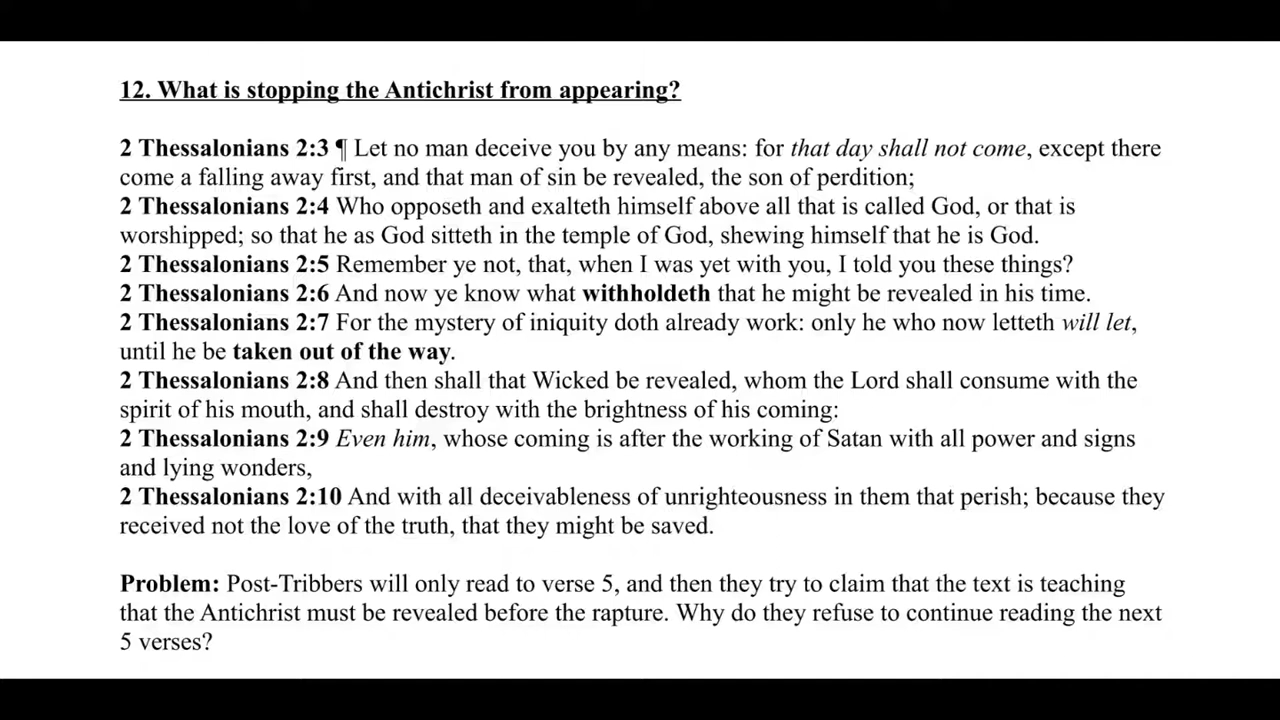 12. What is stopping the Antichrist from appearing?
2 Thessalonians 2:3 ¶ Let no man deceive you by any means: for that day shall not come, except there
come a falling away first, and that man of sin be revealed, the son of perdition;
2 Thessalonians 2:4 Who opposeth and exalteth himself above all that is called God, or that is
worshipped; so that he as God sitteth in the temple of God, shewing himself that he is God.
2 Thessalonians 2:5 Remember ye not, that, when I was yet with you, I told you these things?
2 Thessalonians 2:6 And now ye know what withholdeth that he might be revealed in his time.
2 Thessalonians 2:7 For the mystery of iniquity doth already work: only he who now letteth will let,
until he be taken out of the way.
2 Thessalonians 2:8 And then shall that Wicked be revealed, whom the Lord shall consume with the
spirit of his mouth, and shall destroy with the brightness of his coming:
2 Thessalonians 2:9 Even him, whose coming is after the working of Satan with all power and signs
and lying wonders,
2 Thessalonians 2:10 And with all deceivableness of unrighteousness in them that perish; because they
received not the love of the truth, that they might be saved.
Problem: Post-Tribbers will only read to verse 5, and then they try to claim that the text is teaching
that the Antichrist must be revealed before the rapture. Why do they refuse to continue reading the next
5 verses?